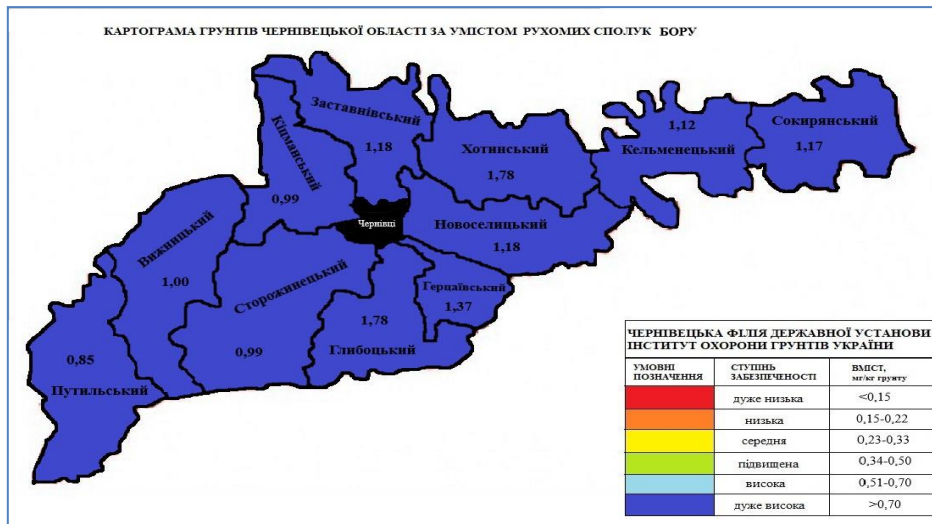 КАРТОГРАМА ГРУНТІВ ЧЕРНІВЕЦЬКОЇ ОБЛАСТІ ЗА УМІСТОМ РУХОМИХ СПОЛУК БОРУ
Заставнівський
1,18
Кіцманський
0,99
Хотинський
1,78
1,12
Кельменецький
Сокирянський
1,17
Чернівці
Новоселицький
1,18
Вижницький
1,00
Сторожинецький
0,99
Герцаївський
1,37
1,78
Глибоцький
0,85
Путильський
ЧЕРНІВЕЦЬКА ФІЛІЯ ДЕРЖАВНОЇ УСТАНОВИ
ІНСТИТУТ ОХОРОНИ ГРУНТІВ УКРАЇНИ
УМОВНІ ПОЗНАЧЕННЯ СТУПІНЬ ЗАБЕЗПЕЧЕНОСТІ ВМІСТ, мг/кг грунту
дуже низька <0,15
низька 0,15-0,22
середня 0,23-0,33
підвищена 0,34-0,50
висока 0,51-0,70
дуже висока >0,70